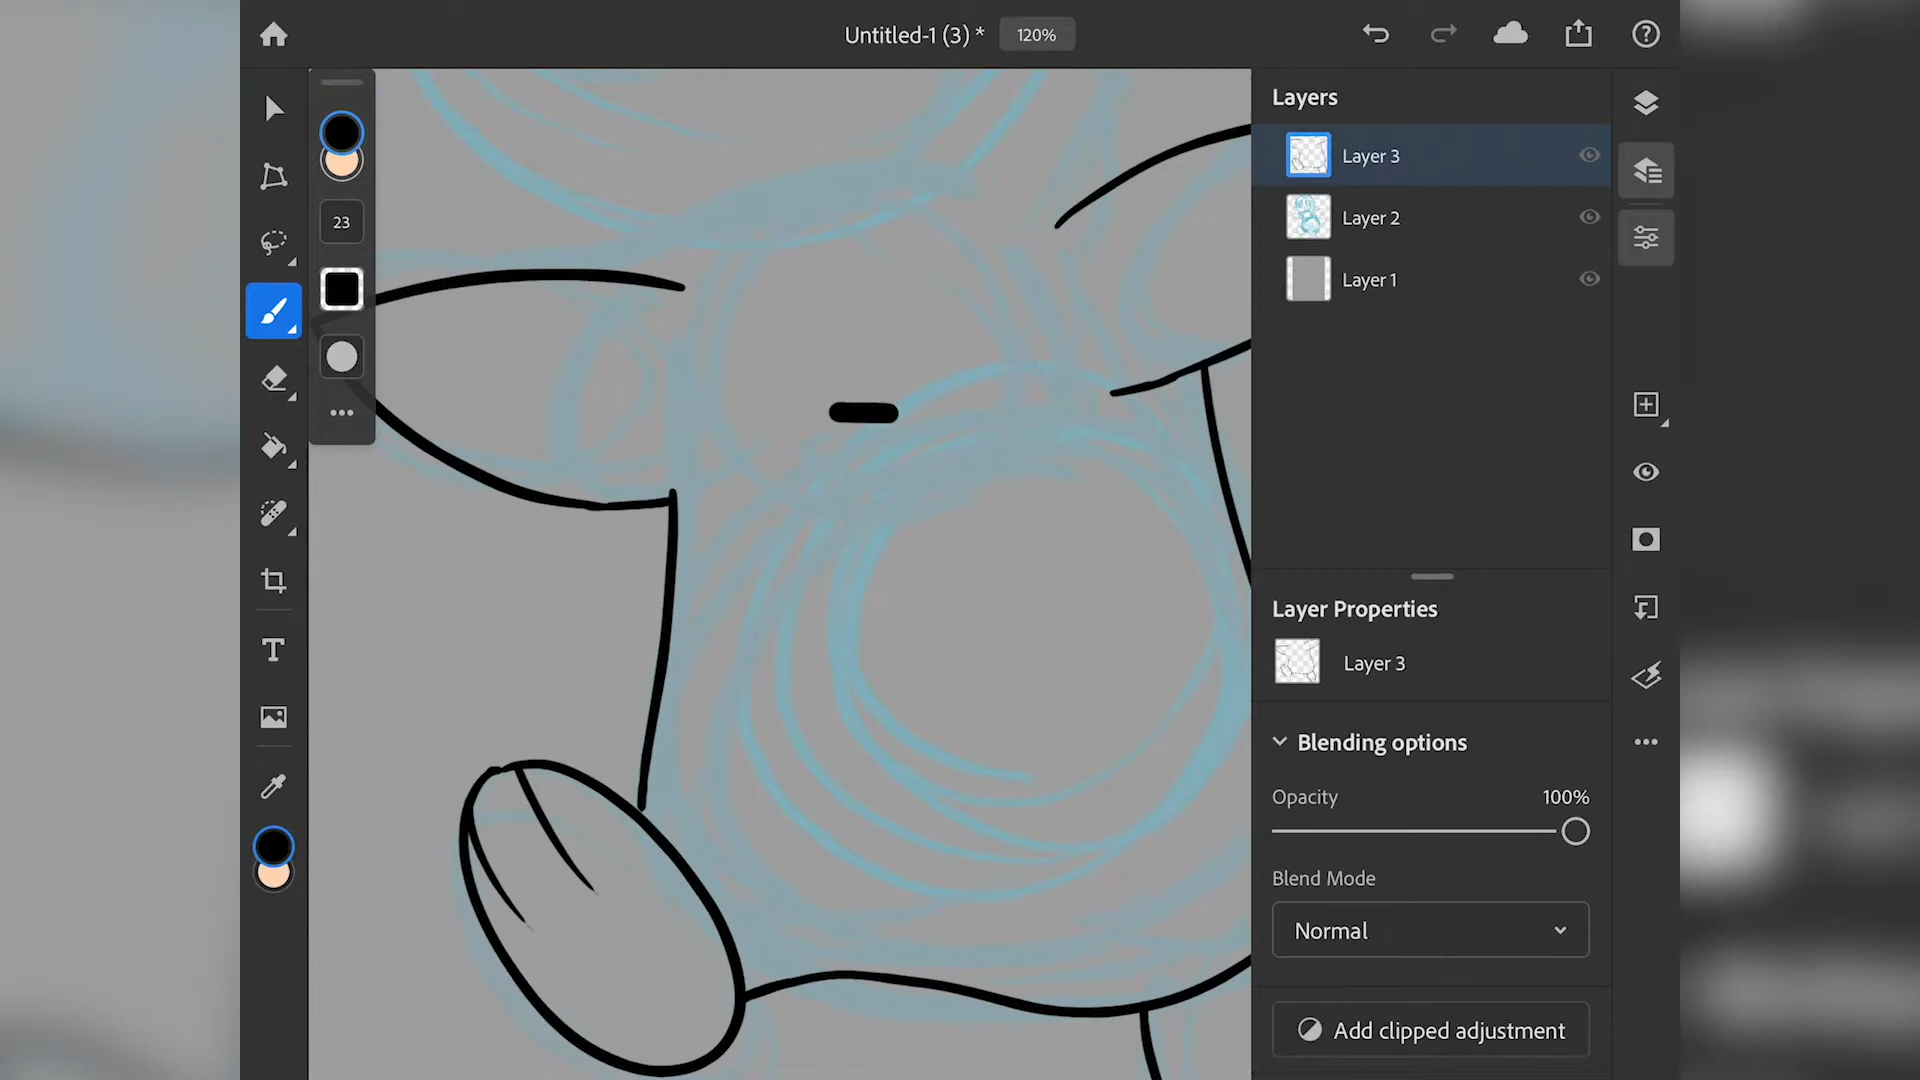 Untitled-1 (3) *
120%
Layers
23
Layer 3
Layer 2
Layer 1
Layer Properties
Layer 3
Blending options
Opacity 100%
Blend Mode
Normal
Add clipped adjustment